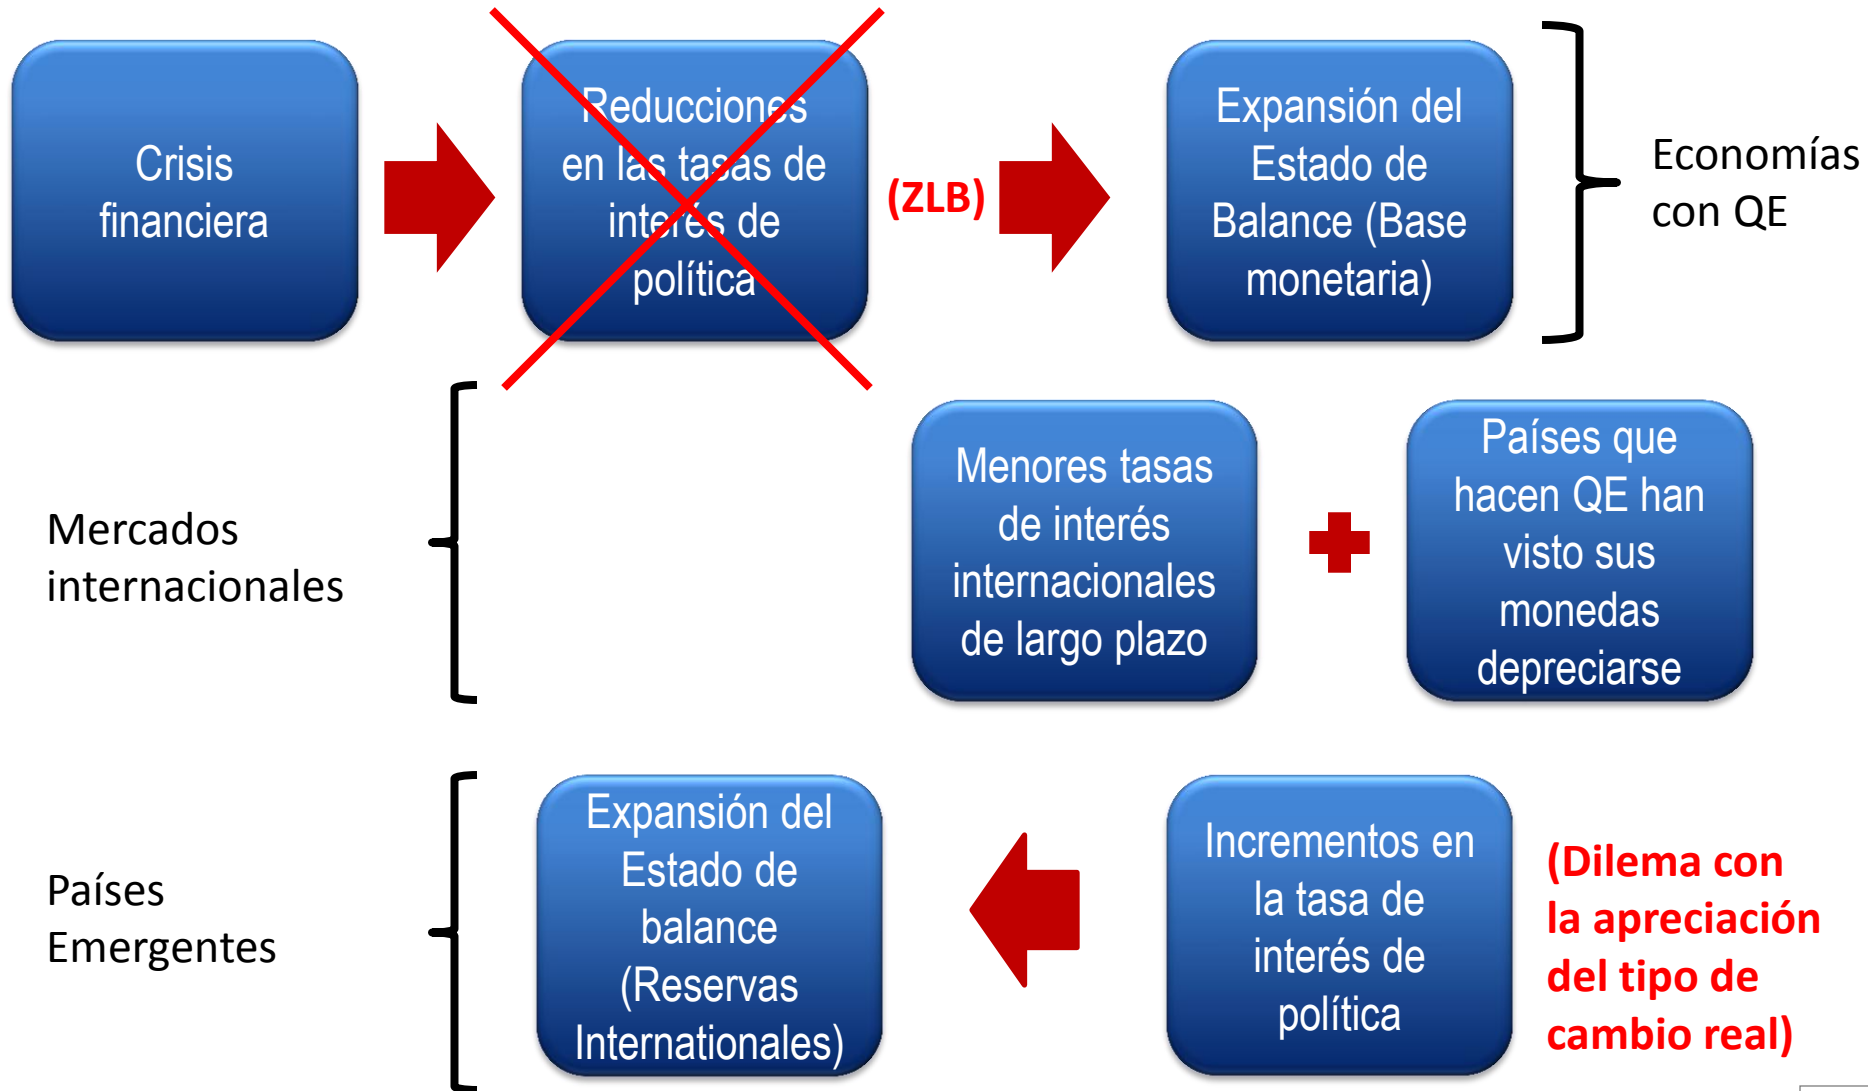 Crisis
financiera
Reducciones
en las tasas de
interés de
política
(ZLB)
Expansión del
Estado de
Balance (Base
monetaria)
Economías
con QE
Mercados
internacionales
Menores tasas
de interés
internacionales
de largo plazo
Países que
hacen QE han
visto sus
monedas
depreciarse
Países
Emergentes
Expansión del
Estado de
balance
(Reservas
Internationales)
Incrementos en
la tasa de
interés de
política
(Dilema con
la apreciación
del tipo de
cambio real)